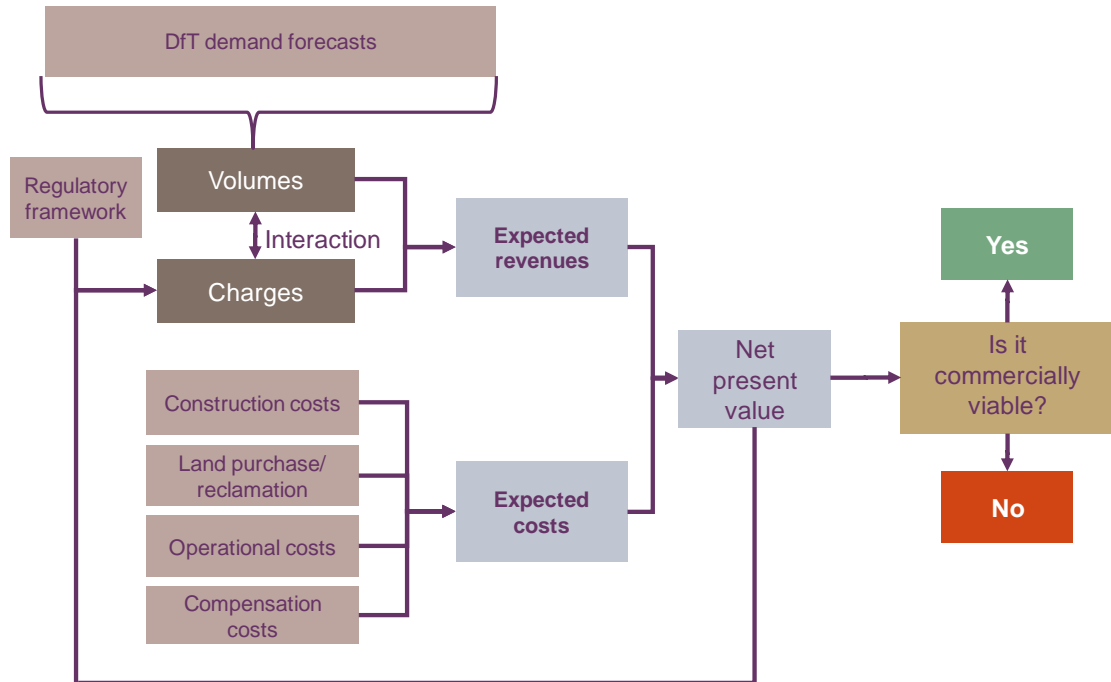 DfT demand forecasts
Regulatory
framework
Volumes
Interaction
Charges
Expected
revenues
Construction costs
Land purchase/
reclamation
Operational costs
Compensation
costs
Expected
costs
Net
present
value
Yes
Is it
commercially
viable?
No